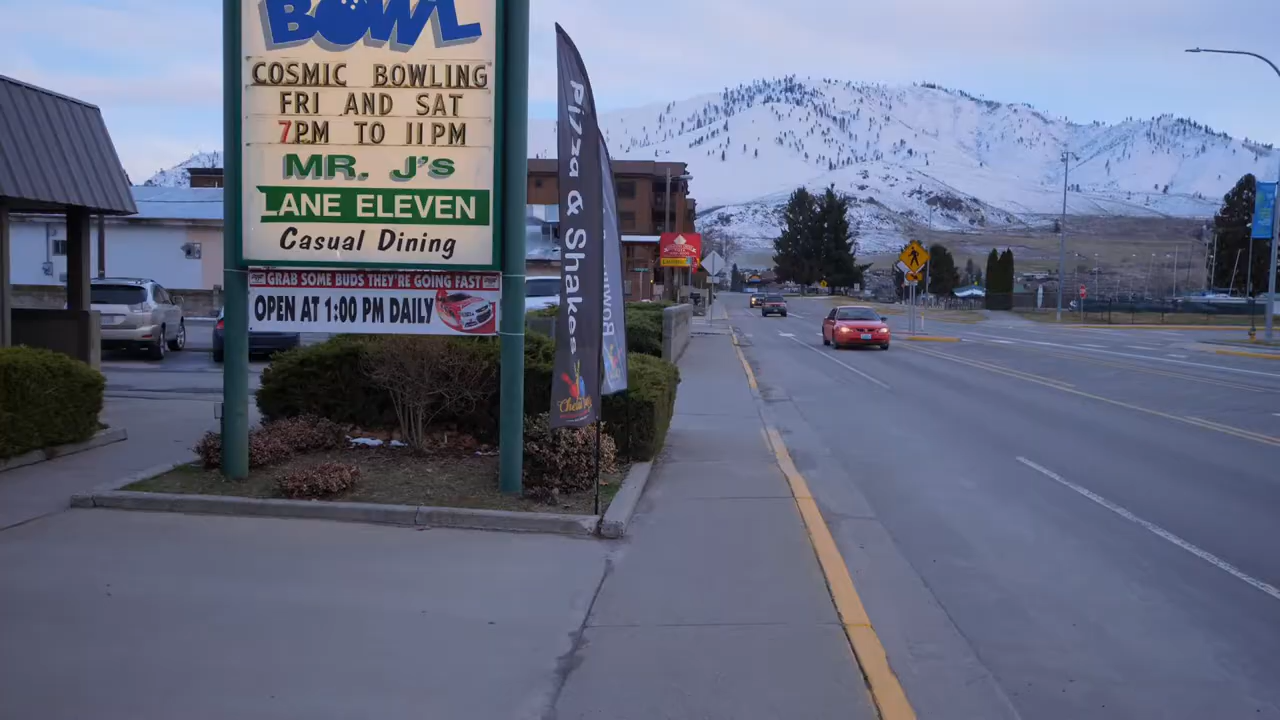 BOWL
COSMIC BOWLING
FRI AND SAT
7PM TO 11PM
MR. J'S
LANE ELEVEN
Casual Dining
GRAB SOME BUDS THEY'RE GOING FAST
OPEN AT 1:00 PM DAILY
Pizza & Shakes